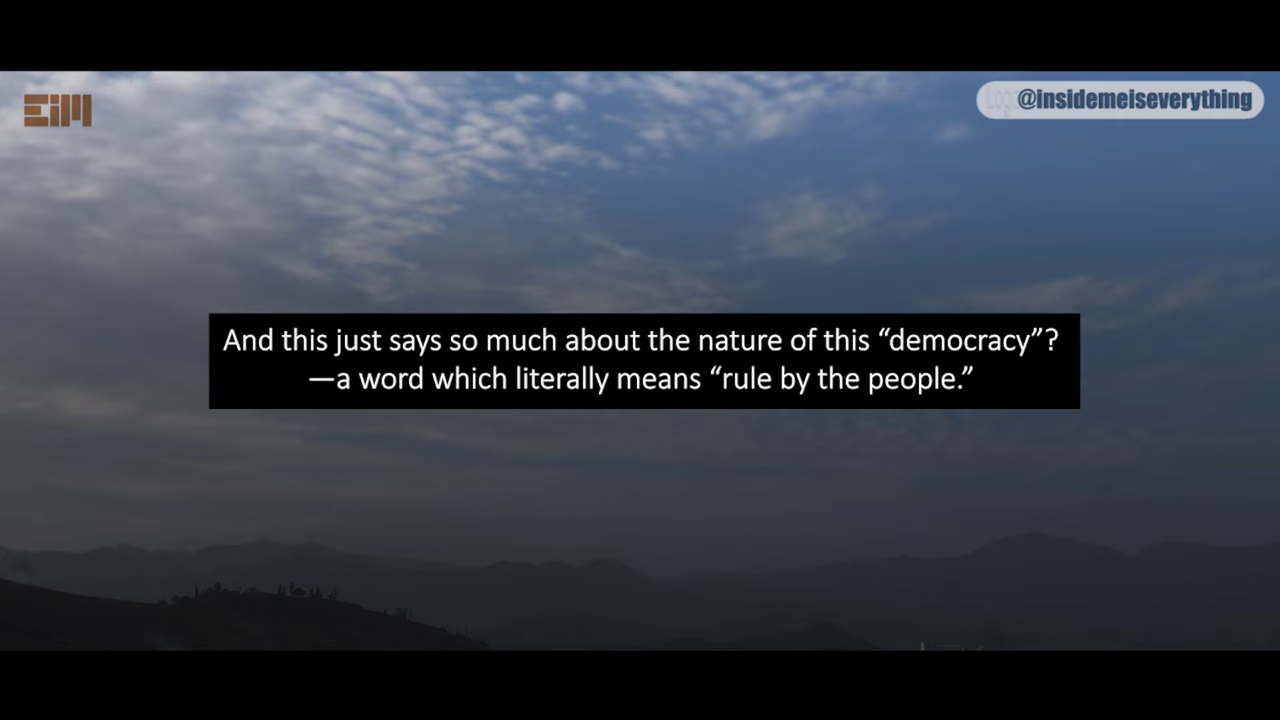 EiM
@insidemeiseverything
And this just says so much about the nature of this “democracy”?
—a word which literally means “rule by the people.”